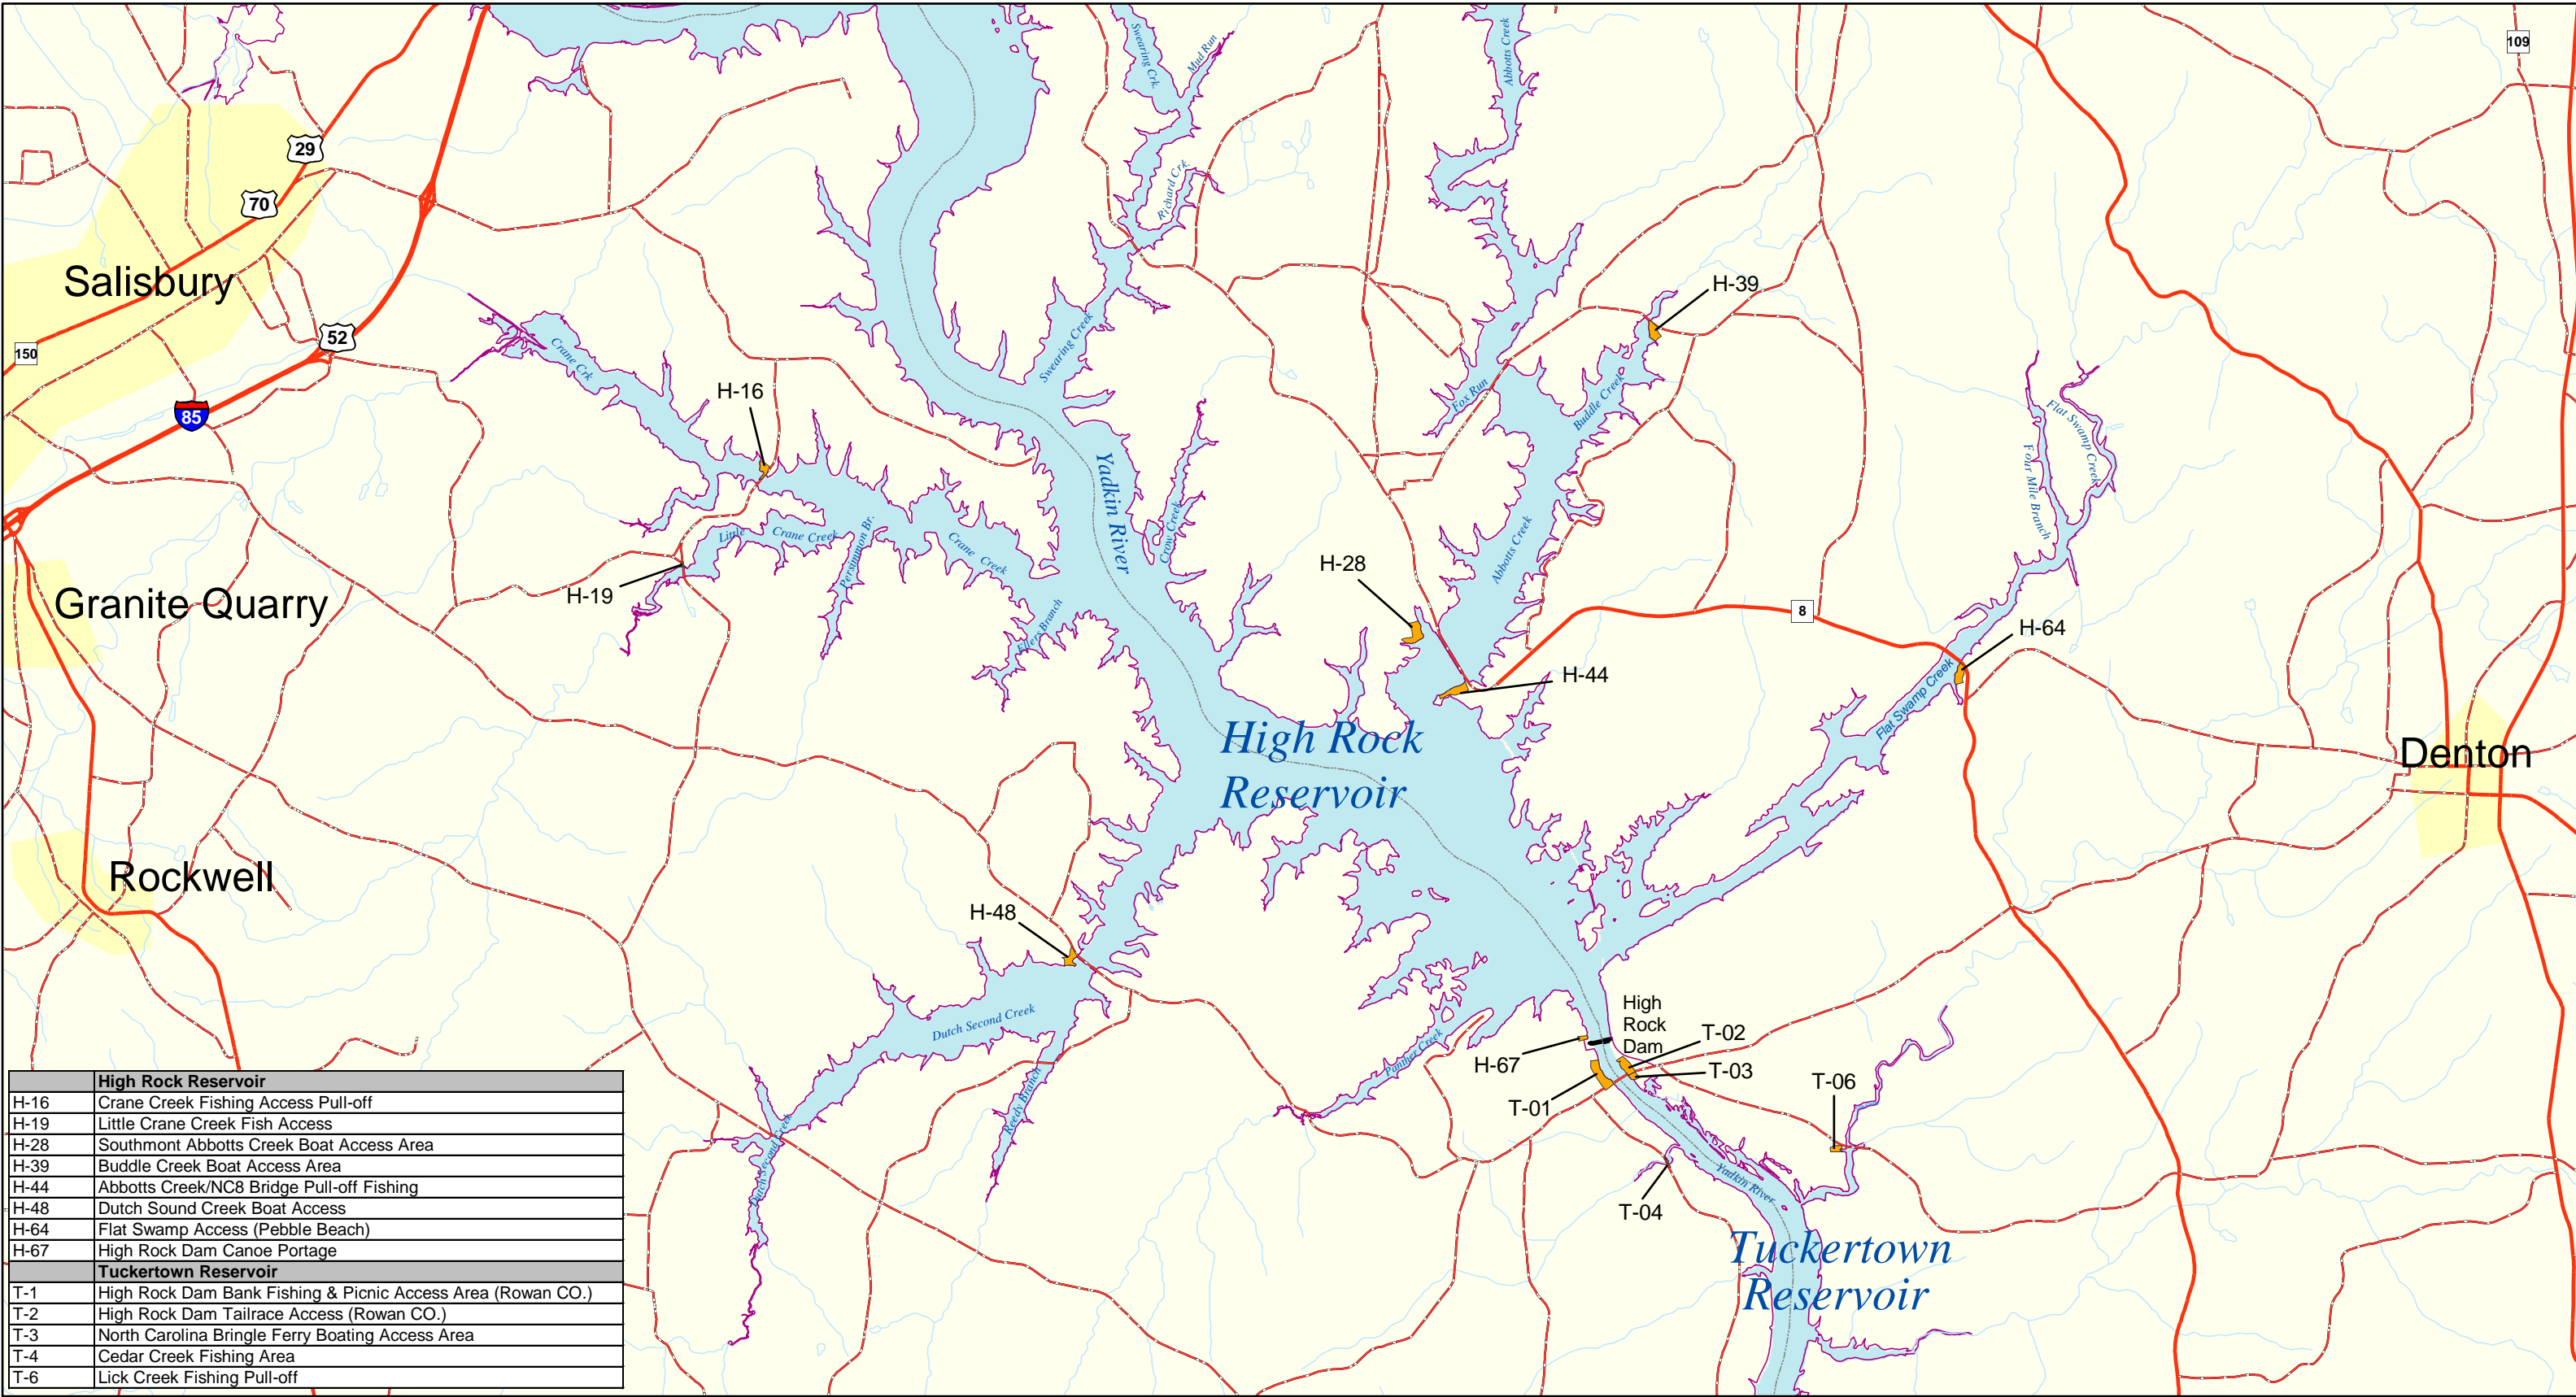 Swearing Crk.
Mud Run
Abbotts Creek
109
29
70
Richard Crk.
Salisbury
H-39
52
150
Crane Crk
Swearing Creek
H-16
85
Fox Run
Buddle Creek
Flat Swamp Creek
Four Mile Branch
Yadkin River
Crow Creek
Little Crane Creek
Persimmon Br.
Crane Creek
Abbotts Creek
H-28
H-19
Granite Quarry
Ellers Branch
8
H-64
H-44
Flat Swamp Creek
High Rock
Reservoir
Denton
Rockwell
H-48
Dutch Second Creek
High
Rock
Dam
T-02
Panther Creek
H-67
T-03
T-06
T-01
Reedy Branch
Dutch Second Creek
Yadkin River
T-04
Tuckertown
Reservoir
High Rock Reservoir
H-16 Crane Creek Fishing Access Pull-off
H-19 Little Crane Creek Fish Access
H-28 Southmont Abbotts Creek Boat Access Area
H-39 Buddle Creek Boat Access Area
H-44 Abbotts Creek/NC8 Bridge Pull-off Fishing
H-48 Dutch Sound Creek Boat Access
H-64 Flat Swamp Access (Pebble Beach)
H-67 High Rock Dam Canoe Portage
Tuckertown Reservoir
T-1 High Rock Dam Bank Fishing & Picnic Access Area (Rowan CO.)
T-2 High Rock Dam Tailrace Access (Rowan CO.)
T-3 North Carolina Bringle Ferry Boating Access Area
T-4 Cedar Creek Fishing Area
T-6 Lick Creek Fishing Pull-off